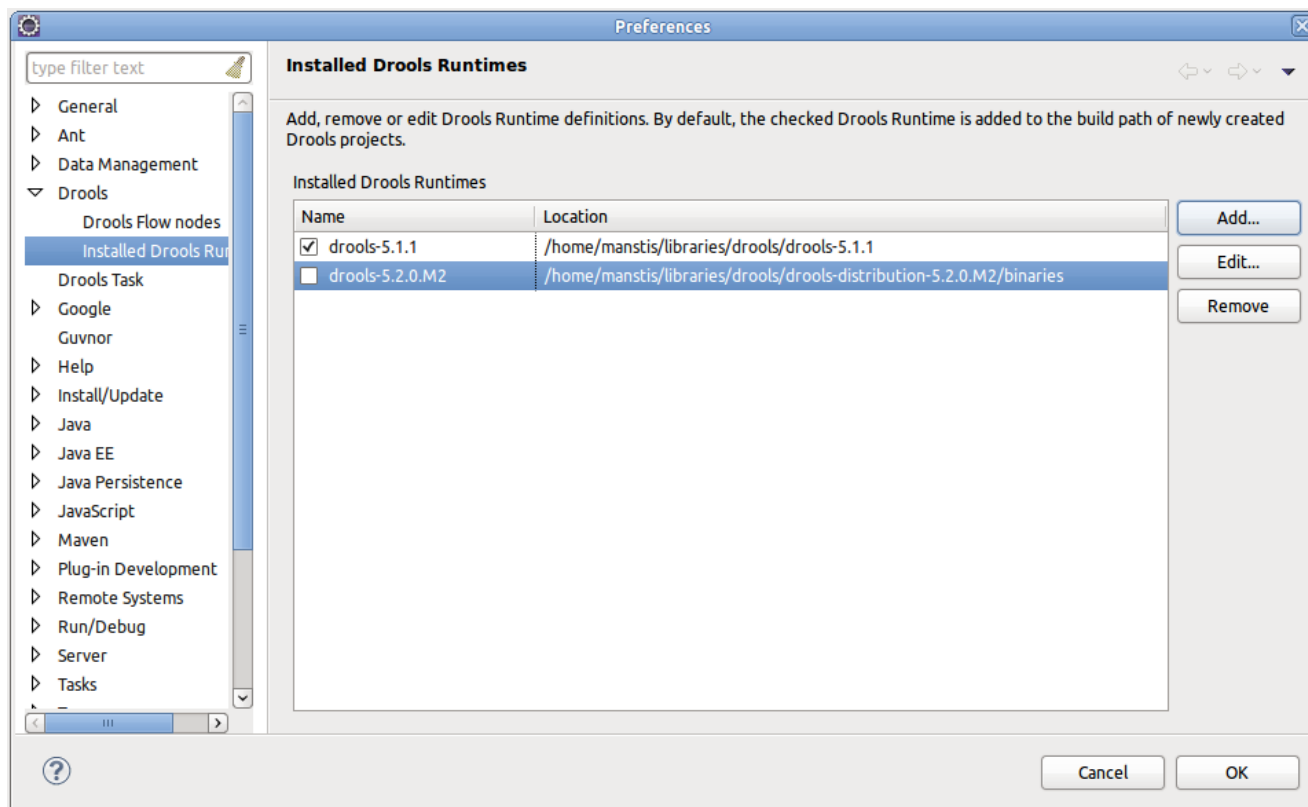 Preferences
type filter text
General
Ant
Data Management
Drools
Drools Flow nodes
Installed Drools Run
Drools Task
Google
Guvnor
Help
Install/Update
Java
Java EE
Java Persistence
JavaScript
Maven
Plug-in Development
Remote Systems
Run/Debug
Server
Tasks
Installed Drools Runtimes
Add, remove or edit Drools Runtime definitions. By default, the checked Drools Runtime is added to the build path of newly created
Drools projects.
Installed Drools Runtimes
Name Location
drools-5.1.1 /home/manstis/libraries/drools/drools-5.1.1
drools-5.2.0.M2 /home/manstis/libraries/drools/drools-distribution-5.2.0.M2/binaries
Add...
Edit...
Remove
Cancel OK